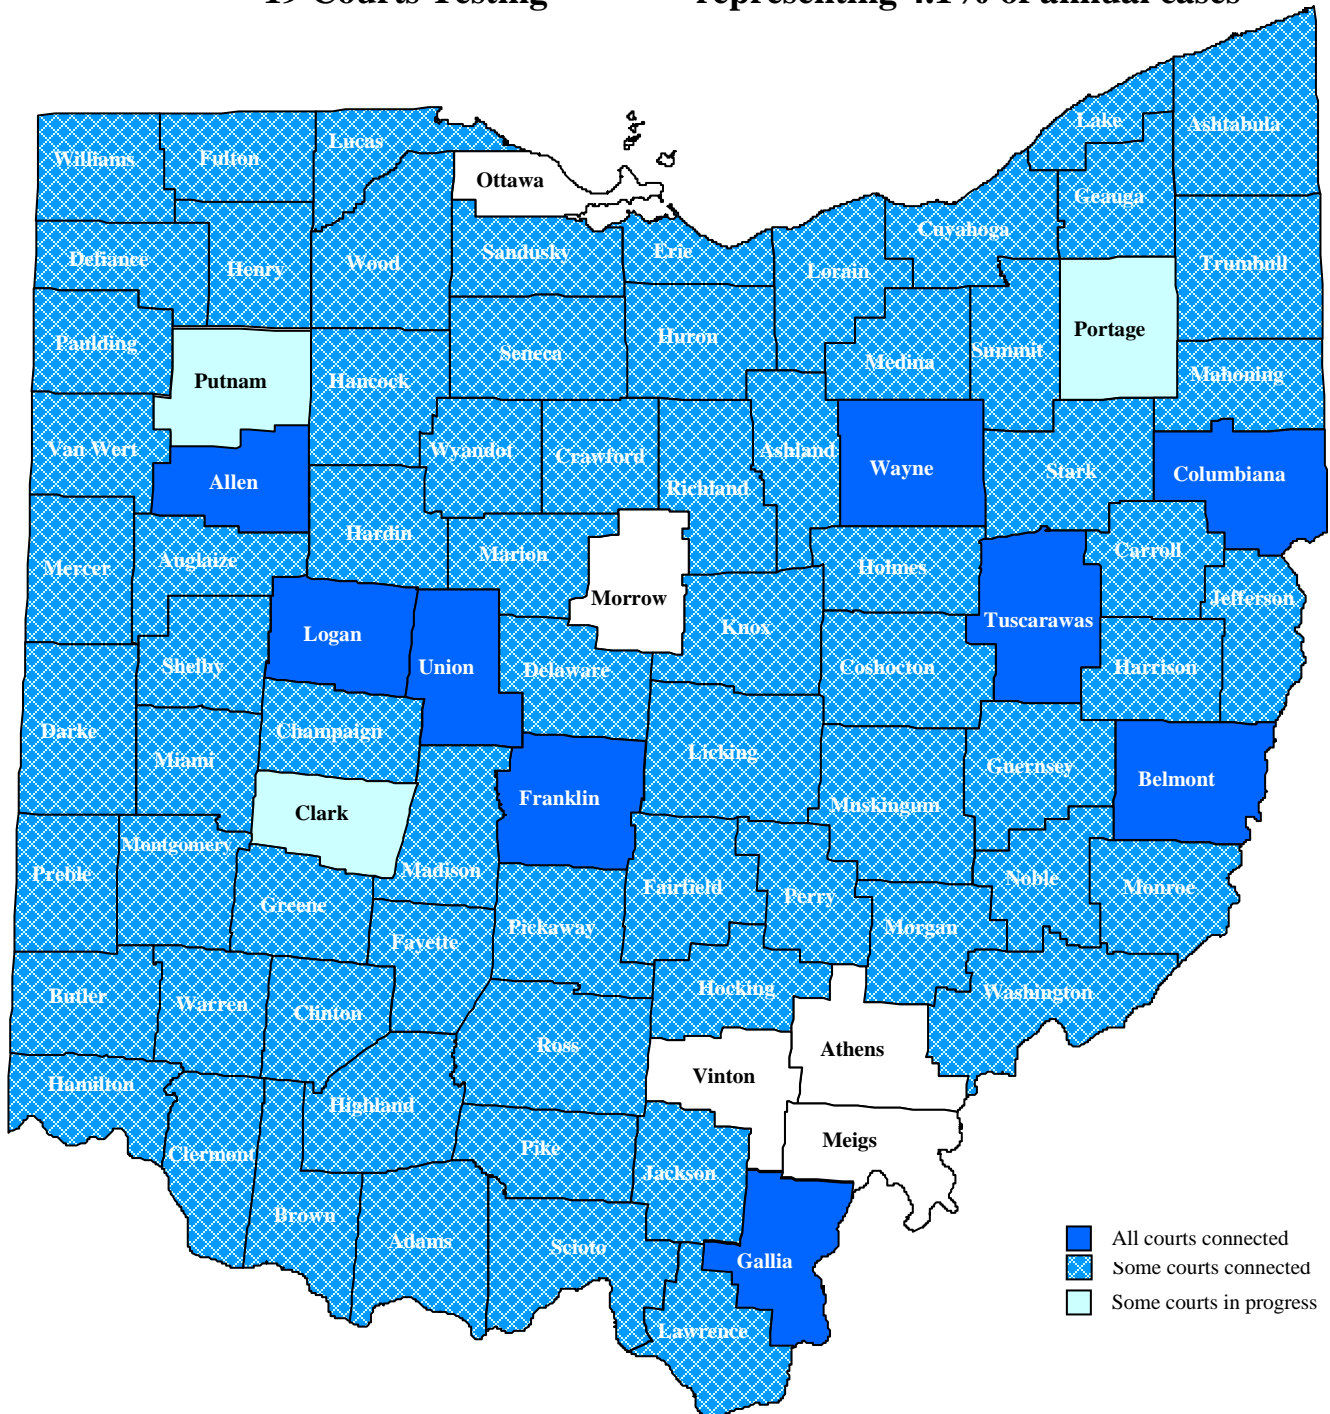 19 Courts Testing representing 4.1% of annual cases
Lake
Ashtabula
Williams
Fulton
Lucas
Ottawa
Geauga
Cuyahoga
Defiance
Henry
Wood
Sandusky
Erie
Lorain
Trumbull
Paulding
Putnam
Hancock
Seneca
Huron
Medina
Summit
Portage
Mahoning
Van Wert
Allen
Wyandot
Crawford
Richland
Ashland
Wayne
Stark
Columbiana
Mercer
Auglaize
Hardin
Marion
Morrow
Holmes
Carroll
Jefferson
Logan
Union
Knox
Tuscarawas
Shelby
Delaware
Coshocton
Harrison
Darke
Miami
Champaign
Licking
Guernsey
Belmont
Clark
Franklin
Muskingum
Preble
Montgomery
Madison
Fairfield
Perry
Noble
Monroe
Greene
Fayette
Pickaway
Morgan
Butler
Warren
Clinton
Hocking
Washington
Ross
Athens
Vinton
Hamilton
Highland
Clermont
Pike
Jackson
Meigs
Brown
Adams
Scioto
Gallia
Lawrence
All courts connected
Some courts connected
Some courts in progress